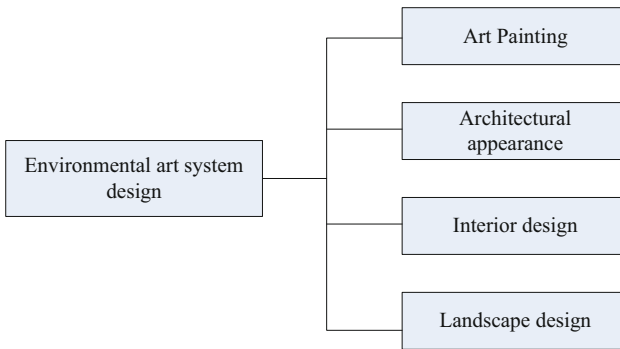 Environmental art system
design
Art Painting
Architectural
appearance
Interior design
Landscape design